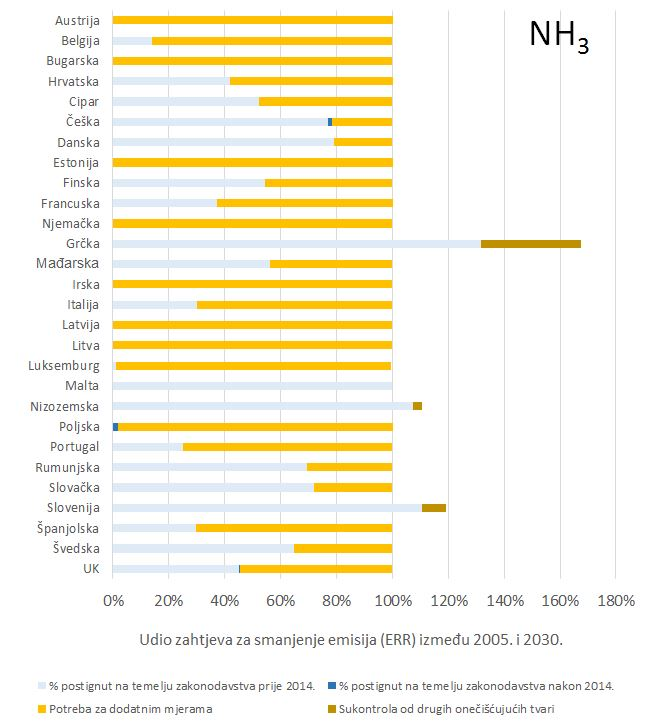 NH3
Austrija
Belgija
Bugarska
Hrvatska
Cipar
Češka
Danska
Estonija
Finska
Francuska
Njemačka
Grčka
Mađarska
Irska
Italija
Latvija
Litva
Luksemburg
Malta
Nizozemska
Poljska
Portugal
Rumunjska
Slovačka
Slovenija
Španjolska
Švedska
UK
0% 20% 40% 60% 80% 100% 120% 140% 160% 180%
Udio zahtjeva za smanjenje emisija (ERR) između 2005. i 2030.
% postignut na temelju zakonodavstva prije 2014. % postignut na temelju zakonodavstva nakon 2014.
Potreba za dodatnim mjerama Sukontrola od drugih onečišćujućih tvari